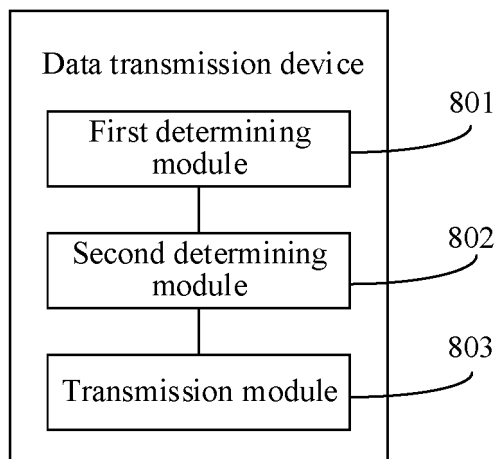 Data transmission device
801
First determining
module
802
Second determining
module
803
Transmission module